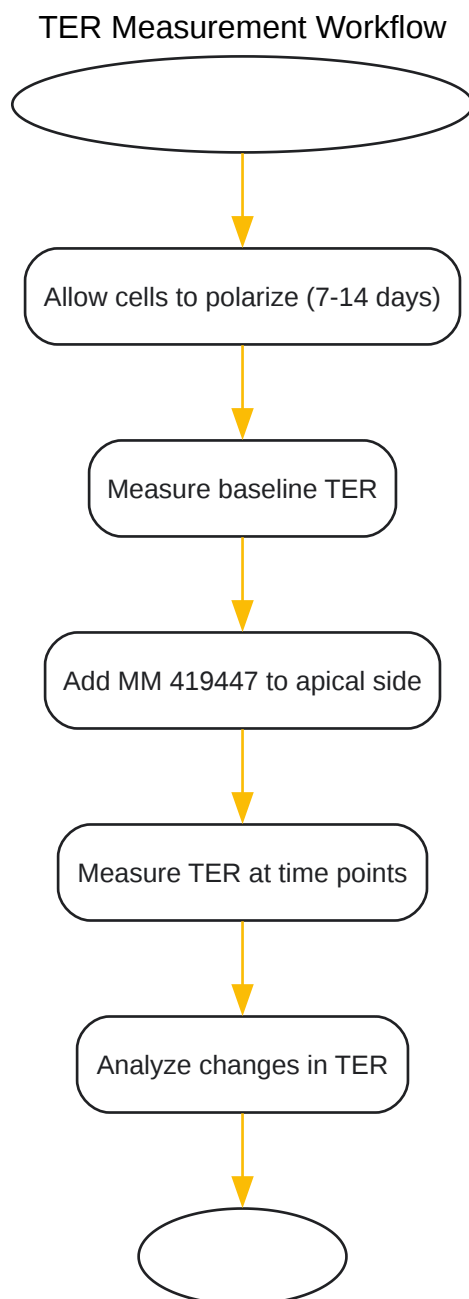 TER Measurement Workflow
Allow cells to polarize (7-14 days)
Measure baseline TER
Add MM 419447 to apical side
Measure TER at time points
Analyze changes in TER